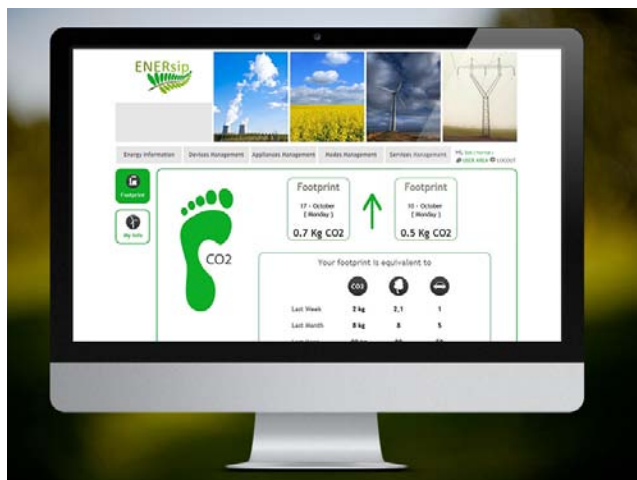 ENERsip
Energy Information Devices Management Appliances Management Modes Management Services Management
USER AREA LOGOUT
Footprint
My Info
CO2
Footprint
17 - October
( Monday )
0.7 Kg CO2
Footprint
10 - October
( Monday )
0.5 Kg CO2
Your footprint is equivalent to
CO2
Last Week 2 kg 2,1 1
Last Month 8 kg 8 5